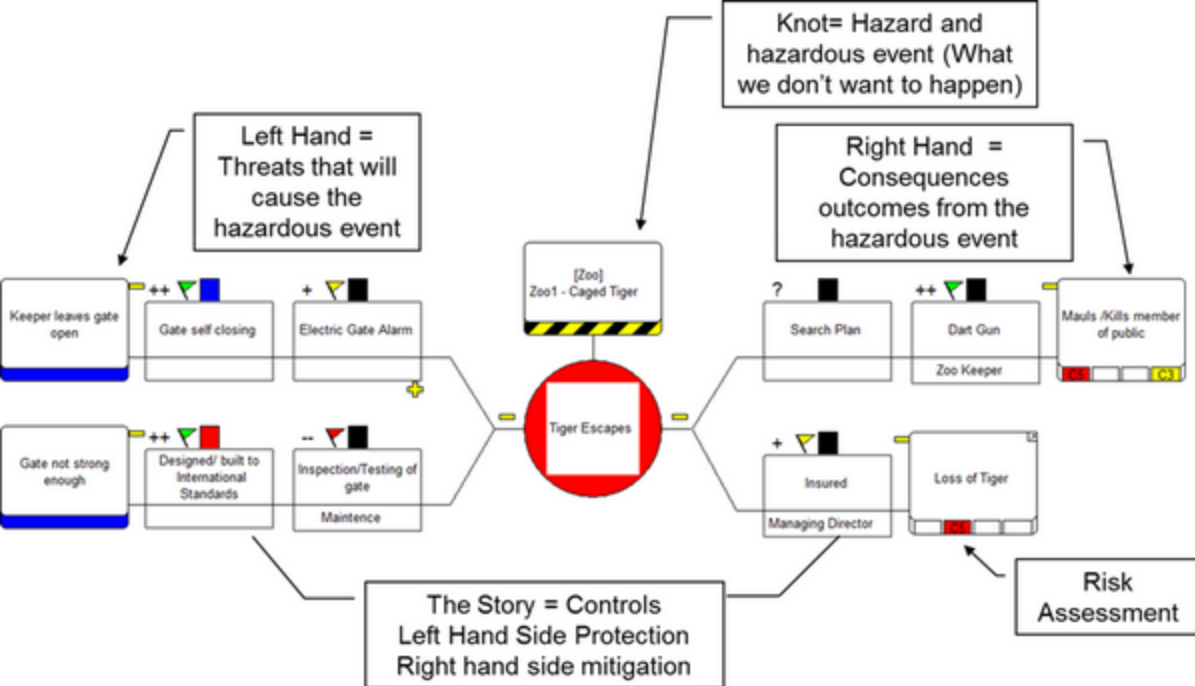 Knot= Hazard and
hazardous event (What
we don't want to happen)
Left Hand =
Threats that will
cause the
hazardous event
Right Hand =
Consequences
outcomes from the
hazardous event
[Zoo]
Zoo1 - Caged Tiger
Keeper leaves gate
open
++
Gate self closing
+
Electric Gate Alarm
?
Search Plan
++
Dart Gun
Zoo Keeper
Mauls /Kills member
of public
C5
C3
Tiger Escapes
Gate not strong
enough
++
Designed/ built to
International
Standards
--
Inspection/Testing of
gate
Maintence
+
Insured
Managing Director
Loss of Tiger
C5
The Story = Controls
Left Hand Side Protection
Right hand side mitigation
Risk
Assessment